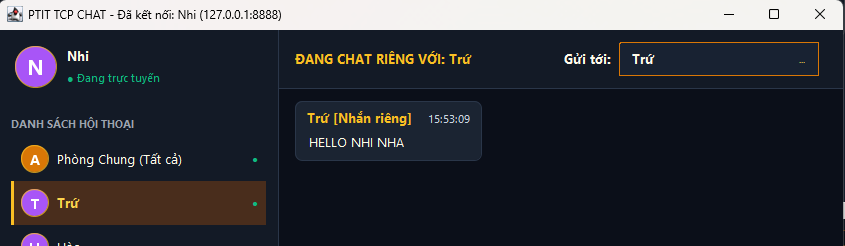 PTIT TCP CHAT - Đã kết nối: Nhi (127.0.0.1:8888)
N
Nhi
● Đang trực tuyến
ĐANG CHAT RIÊNG VỚI: Trứ
Gửi tới:
Trứ
...
DANH SÁCH HỘI THOẠI
A
Phòng Chung (Tất cả)
T
Trứ
Trứ [Nhắn riêng]
15:53:09
HELLO NHI NHA